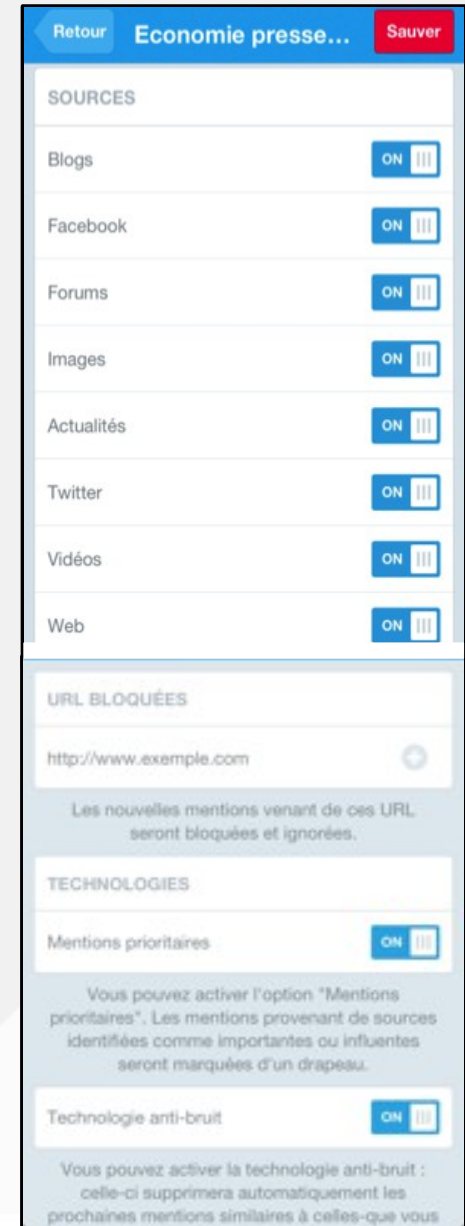 Retour Economie presse... Sauver
SOURCES
Blogs ON
Facebook ON
Forums ON
Images ON
Actualités ON
Twitter ON
Vidéos ON
Web ON
URL BLOQUÉES
http://www.exemple.com
Les nouvelles mentions venant de ces URL
seront bloquées et ignorées.
TECHNOLOGIES
Mentions prioritaires ON
Vous pouvez activer l'option "Mentions
prioritaires". Les mentions provenant de sources
identifiées comme importantes ou influentes
seront marquées d'un drapeau.
Technologie anti-bruit ON
Vous pouvez activer la technologie anti-bruit :
celle-ci supprimera automatiquement les
prochaines mentions similaires à celles-que vous